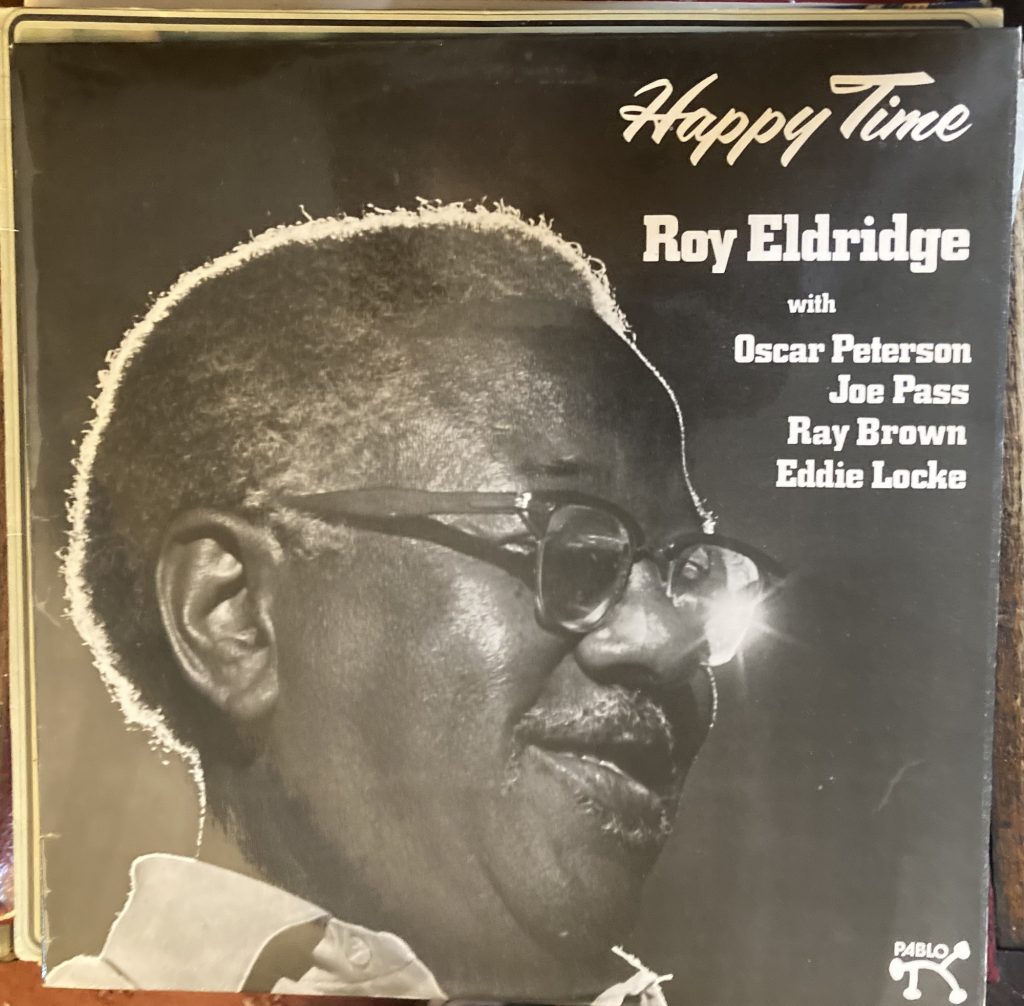 Happy Time
Roy Eldridge
with
Oscar Peterson
Joe Pass
Ray Brown
Eddie Locke
PABLO